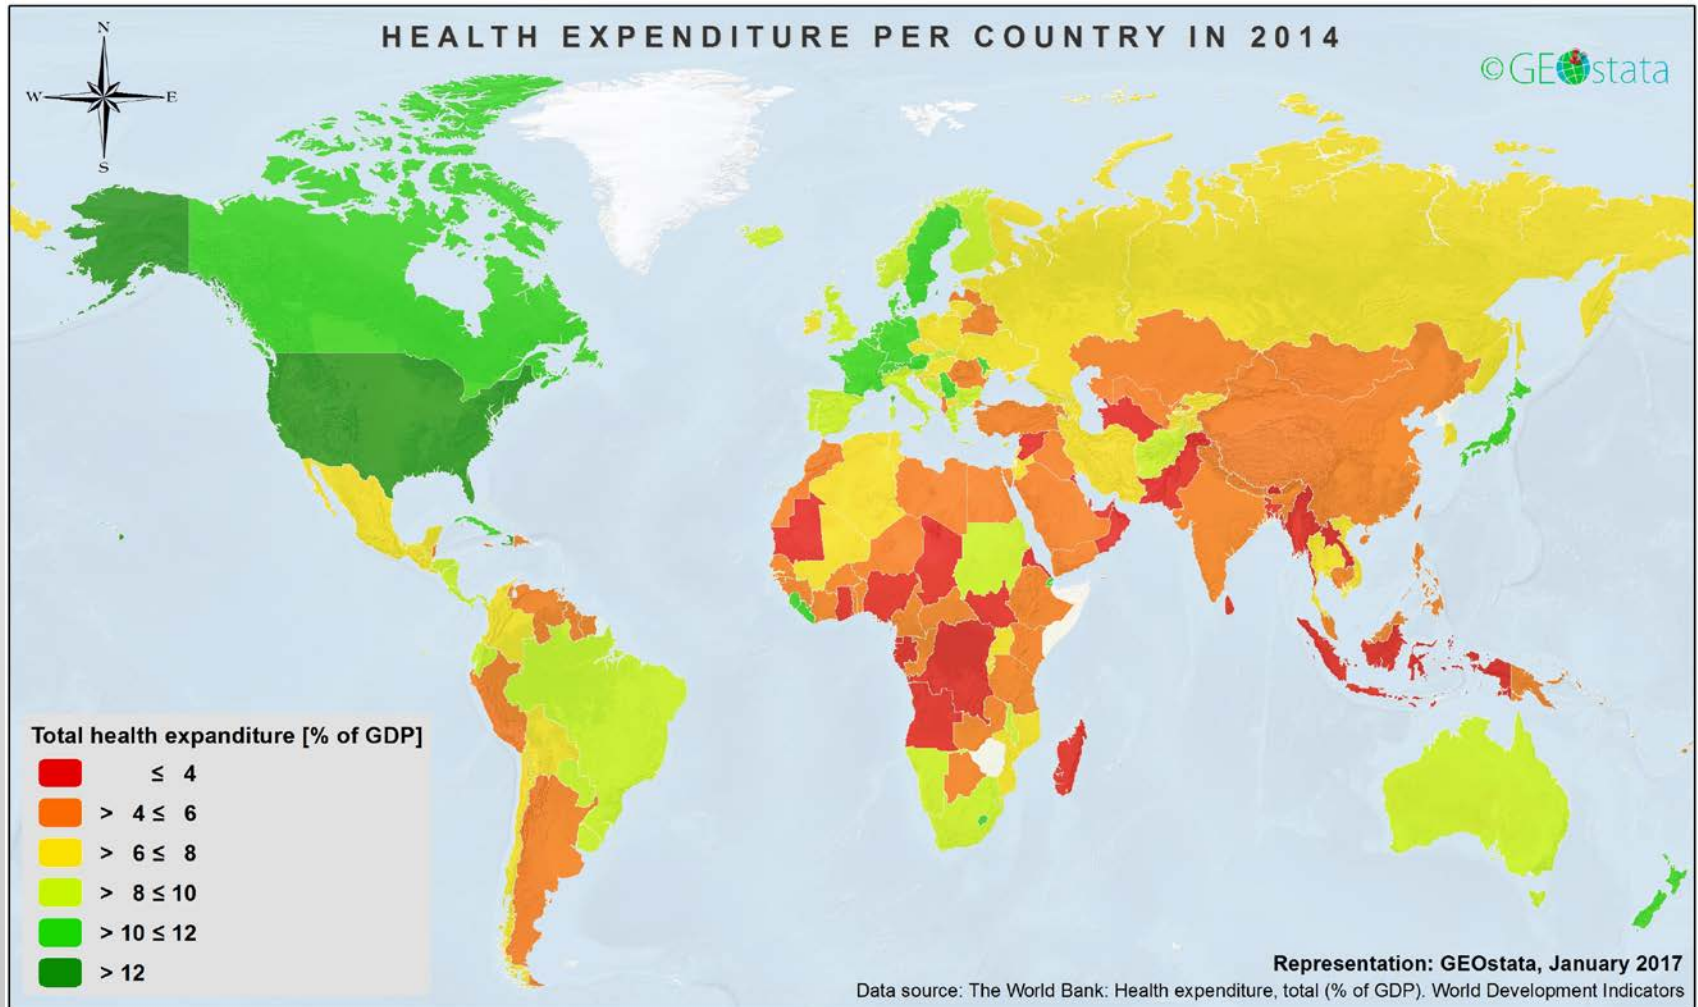 HEALTH EXPENDITURE PER COUNTRY IN 2014
©GEOstata
N
W E
S
Total health expanditure [% of GDP]
≤ 4
> 4 ≤ 6
> 6 ≤ 8
> 8 ≤ 10
> 10 ≤ 12
> 12
Representation: GEOstata, January 2017
Data source: The World Bank: Health expenditure, total (% of GDP). World Development Indicators